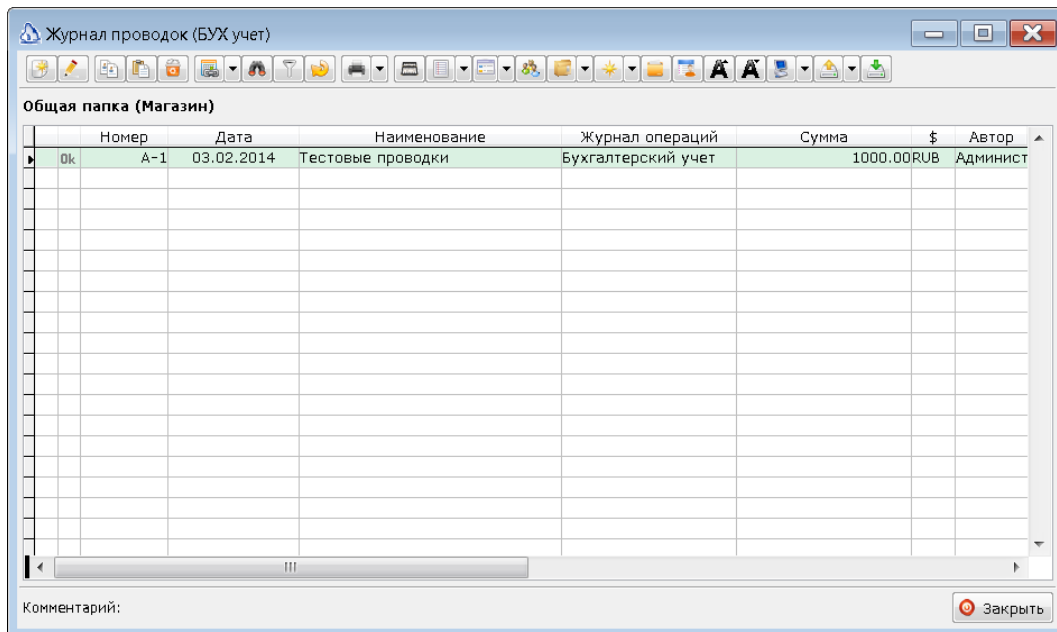 Журнал проводок (БУХ учет)
Общая папка (Магазин)
Номер Дата Наименование Журнал операций Сумма $ Автор
Ok А-1 03.02.2014 Тестовые проводки Бухгалтерский учет 1000.00 RUB Админист
Комментарий:
Закрыть